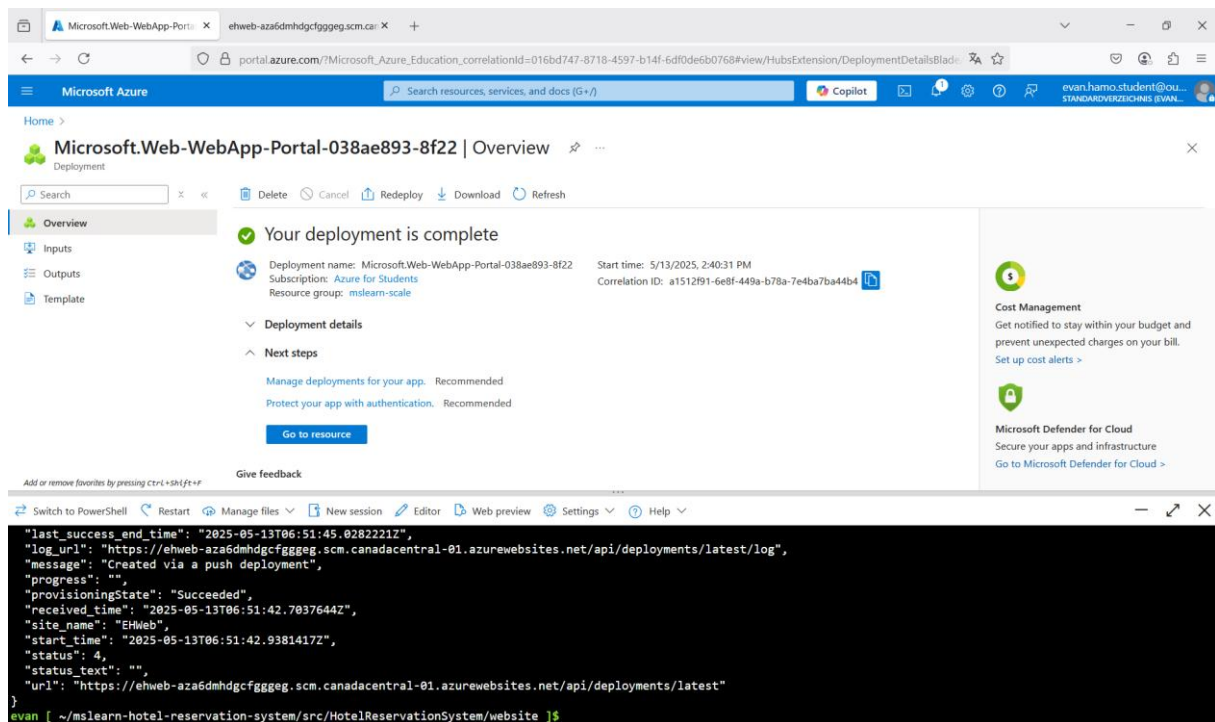 Microsoft.Web-WebApp-Porta
ehweb-aza6dmhdgcfgggeg.scm.can
portal.azure.com/?Microsoft_Azure_Education_correlationId=016bd747-8718-4597-b14f-6df0de6b0768#view/HubsExtension/DeploymentDetailsBlade/
Microsoft Azure
Search resources, services, and docs (G+/)
Copilot
1
evan.hamo.student@ou...
STANDARDVERZEICHNIS (EVAN...
Home >
Microsoft.Web-WebApp-Portal-038ae893-8f22 | Overview
Deployment
Search
Delete Cancel Redeploy Download Refresh
Overview
Inputs
Outputs
Template
Your deployment is complete
Deployment name: Microsoft.Web-WebApp-Portal-038ae893-8f22
Subscription: Azure for Students
Resource group: mslearn-scale
Start time: 5/13/2025, 2:40:31 PM
Correlation ID: a1512f91-6e8f-449a-b78a-7e4ba7ba44b4
Deployment details
Next steps
Manage deployments for your app. Recommended
Protect your app with authentication. Recommended
Go to resource
Give feedback
Cost Management
Get notified to stay within your budget and
prevent unexpected charges on your bill.
Set up cost alerts >
Microsoft Defender for Cloud
Secure your apps and infrastructure
Go to Microsoft Defender for Cloud >
Add or remove favorites by pressing Ctrl+Shift+F
Switch to PowerShell Restart Manage files New session Editor Web preview Settings Help
"last_success_end_time": "2025-05-13T06:51:45.0282221Z",
"log_url": "https://ehweb-aza6dmhdgcfgggeg.scm.canadacentral-01.azurewebsites.net/api/deployments/latest/log",
"message": "Created via a push deployment",
"progress": "",
"provisioningState": "Succeeded",
"received_time": "2025-05-13T06:51:42.7037644Z",
"site_name": "EHWeb",
"start_time": "2025-05-13T06:51:42.9381417Z",
"status": 4,
"status_text": "",
"url": "https://ehweb-aza6dmhdgcfgggeg.scm.canadacentral-01.azurewebsites.net/api/deployments/latest"
}
evan [ ~/mslearn-hotel-reservation-system/src/HotelReservationSystem/website ]$